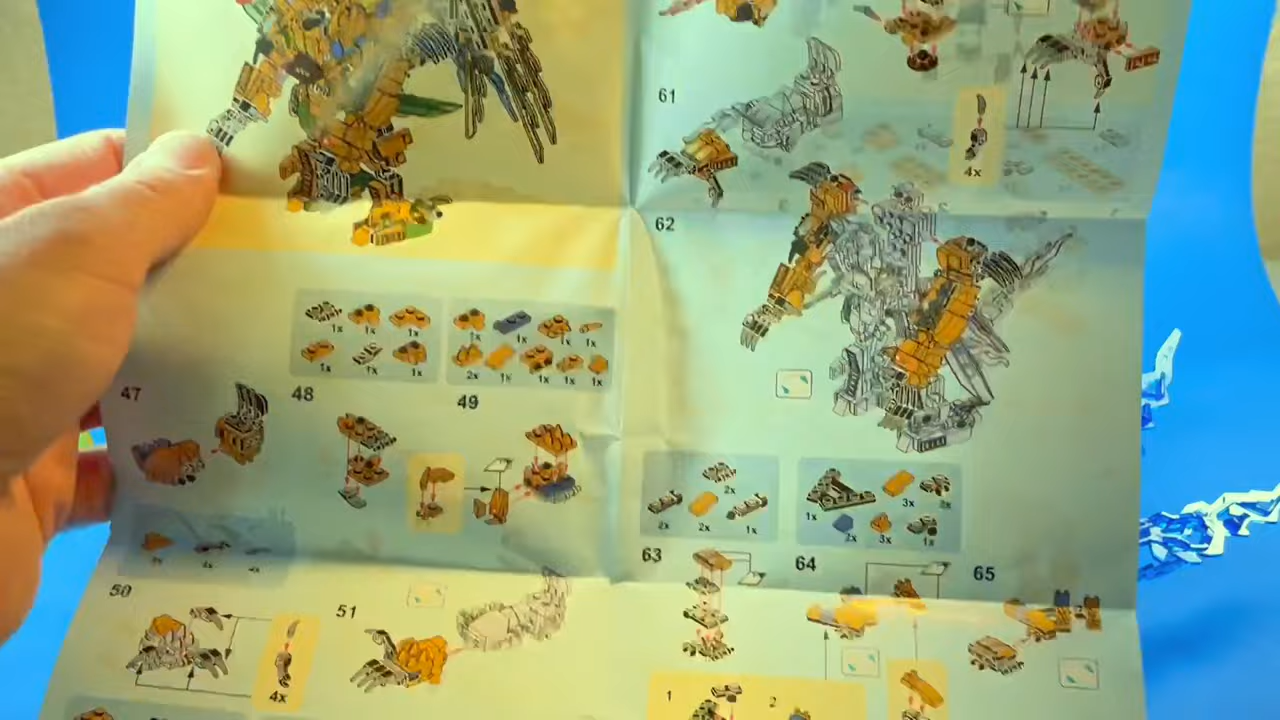 61
4x
62
1x 1x 1x
1x 1x 1x
1x 1x 1x 1x
2x 1x 1x 1x 1x
47
48
49
2x
2x 2x 1x
1x 3x
2x 3x 1x
63
64
65
50
51
4x
1 2